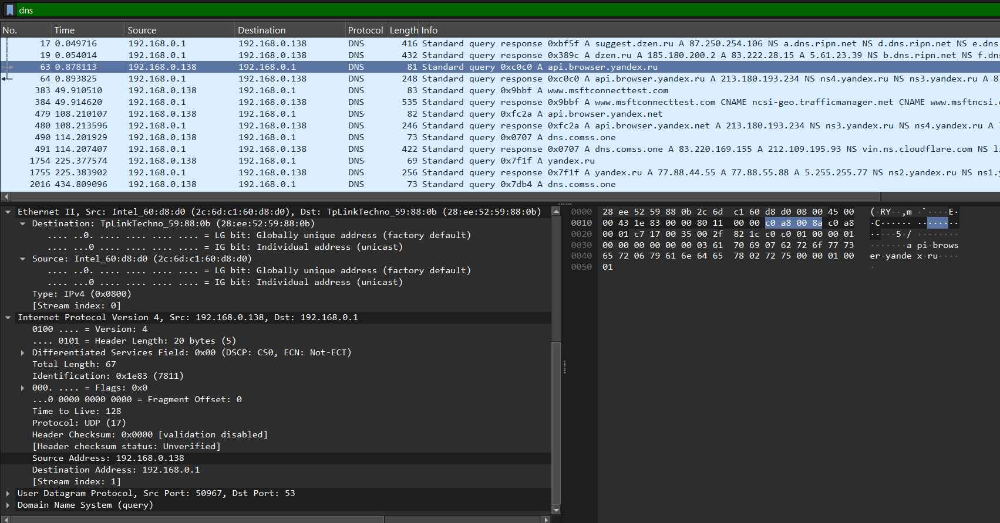 dns
No. Time Source Destination Protocol Length Info
17 0.049716 192.168.0.1 192.168.0.138 DNS 416 Standard query response 0xbf5f A suggest.dzen.ru A 87.250.254.106 NS a.dns.ripn.net NS d.dns.ripn.net NS e.dns
19 0.054014 192.168.0.1 192.168.0.138 DNS 432 Standard query response 0x389c A dzen.ru A 185.180.200.2 A 83.222.28.15 A 5.61.23.39 NS b.dns.ripn.net NS f.dn
63 0.878113 192.168.0.138 192.168.0.1 DNS 81 Standard query 0xc0c0 A api.browser.yandex.ru
64 0.893825 192.168.0.1 192.168.0.138 DNS 248 Standard query response 0xc0c0 A api.browser.yandex.ru A 213.180.193.234 NS ns4.yandex.ru NS ns3.yandex.ru A 8
383 49.910510 192.168.0.138 192.168.0.1 DNS 83 Standard query 0x9bbf A www.msftconnecttest.com
384 49.914620 192.168.0.1 192.168.0.138 DNS 535 Standard query response 0x9bbf A www.msftconnecttest.com CNAME ncsi-geo.trafficmanager.net CNAME www.msftncsi.
479 108.210107 192.168.0.138 192.168.0.1 DNS 82 Standard query 0xfc2a A api.browser.yandex.net
480 108.213596 192.168.0.1 192.168.0.138 DNS 246 Standard query response 0xfc2a A api.browser.yandex.net A 213.180.193.234 NS ns3.yandex.ru NS ns4.yandex.ru A
490 114.201929 192.168.0.138 192.168.0.1 DNS 73 Standard query 0x0707 A dns.comss.one
491 114.207407 192.168.0.1 192.168.0.138 DNS 422 Standard query response 0x0707 A dns.comss.one A 83.220.169.155 A 212.109.195.93 NS vin.ns.cloudflare.com NS l
1754 225.377574 192.168.0.138 192.168.0.1 DNS 69 Standard query 0x7f1f A yandex.ru
1755 225.383902 192.168.0.1 192.168.0.138 DNS 256 Standard query response 0x7f1f A yandex.ru A 77.88.44.55 A 77.88.55.88 A 5.255.255.77 NS ns2.yandex.ru NS ns1.
2016 434.809096 192.168.0.138 192.168.0.1 DNS 73 Standard query 0x7db4 A dns.comss.one
Ethernet II, Src: Intel_60:d8:d0 (2c:6d:c1:60:d8:d0), Dst: TpLinkTechno_59:88:0b (28:ee:52:59:88:0b)
Destination: TpLinkTechno_59:88:0b (28:ee:52:59:88:0b)
.... ..0. .... .... .... .... = LG bit: Globally unique address (factory default)
.... ...0 .... .... .... .... = IG bit: Individual address (unicast)
Source: Intel_60:d8:d0 (2c:6d:c1:60:d8:d0)
.... ..0. .... .... .... .... = LG bit: Globally unique address (factory default)
.... ...0 .... .... .... .... = IG bit: Individual address (unicast)
Type: IPv4 (0x0800)
[Stream index: 0]
Internet Protocol Version 4, Src: 192.168.0.138, Dst: 192.168.0.1
0100 .... = Version: 4
.... 0101 = Header Length: 20 bytes (5)
Differentiated Services Field: 0x00 (DSCP: CS0, ECN: Not-ECT)
Total Length: 67
Identification: 0x1e83 (7811)
000. .... = Flags: 0x0
...0 0000 0000 0000 = Fragment Offset: 0
Time to Live: 128
Protocol: UDP (17)
Header Checksum: 0x0000 [validation disabled]
[Header checksum status: Unverified]
Source Address: 192.168.0.138
Destination Address: 192.168.0.1
[Stream index: 1]
User Datagram Protocol, Src Port: 50967, Dst Port: 53
Domain Name System (query)
0000 28 ee 52 59 88 0b 2c 6d c1 60 d8 d0 08 00 45 00 (·RY··,m ·`····E·
0010 00 43 1e 83 00 00 80 11 00 00 c0 a8 00 8a c0 a8 ·C······ ········
0020 00 01 c7 17 00 35 00 2f 82 1c c0 c0 01 00 00 01 ·····5·/ ········
0030 00 00 00 00 00 00 03 61 70 69 07 62 72 6f 77 73 ·······a pi·brows
0040 65 72 06 79 61 6e 64 65 78 02 72 75 00 00 01 00 er·yande x·ru····
0050 01 ·